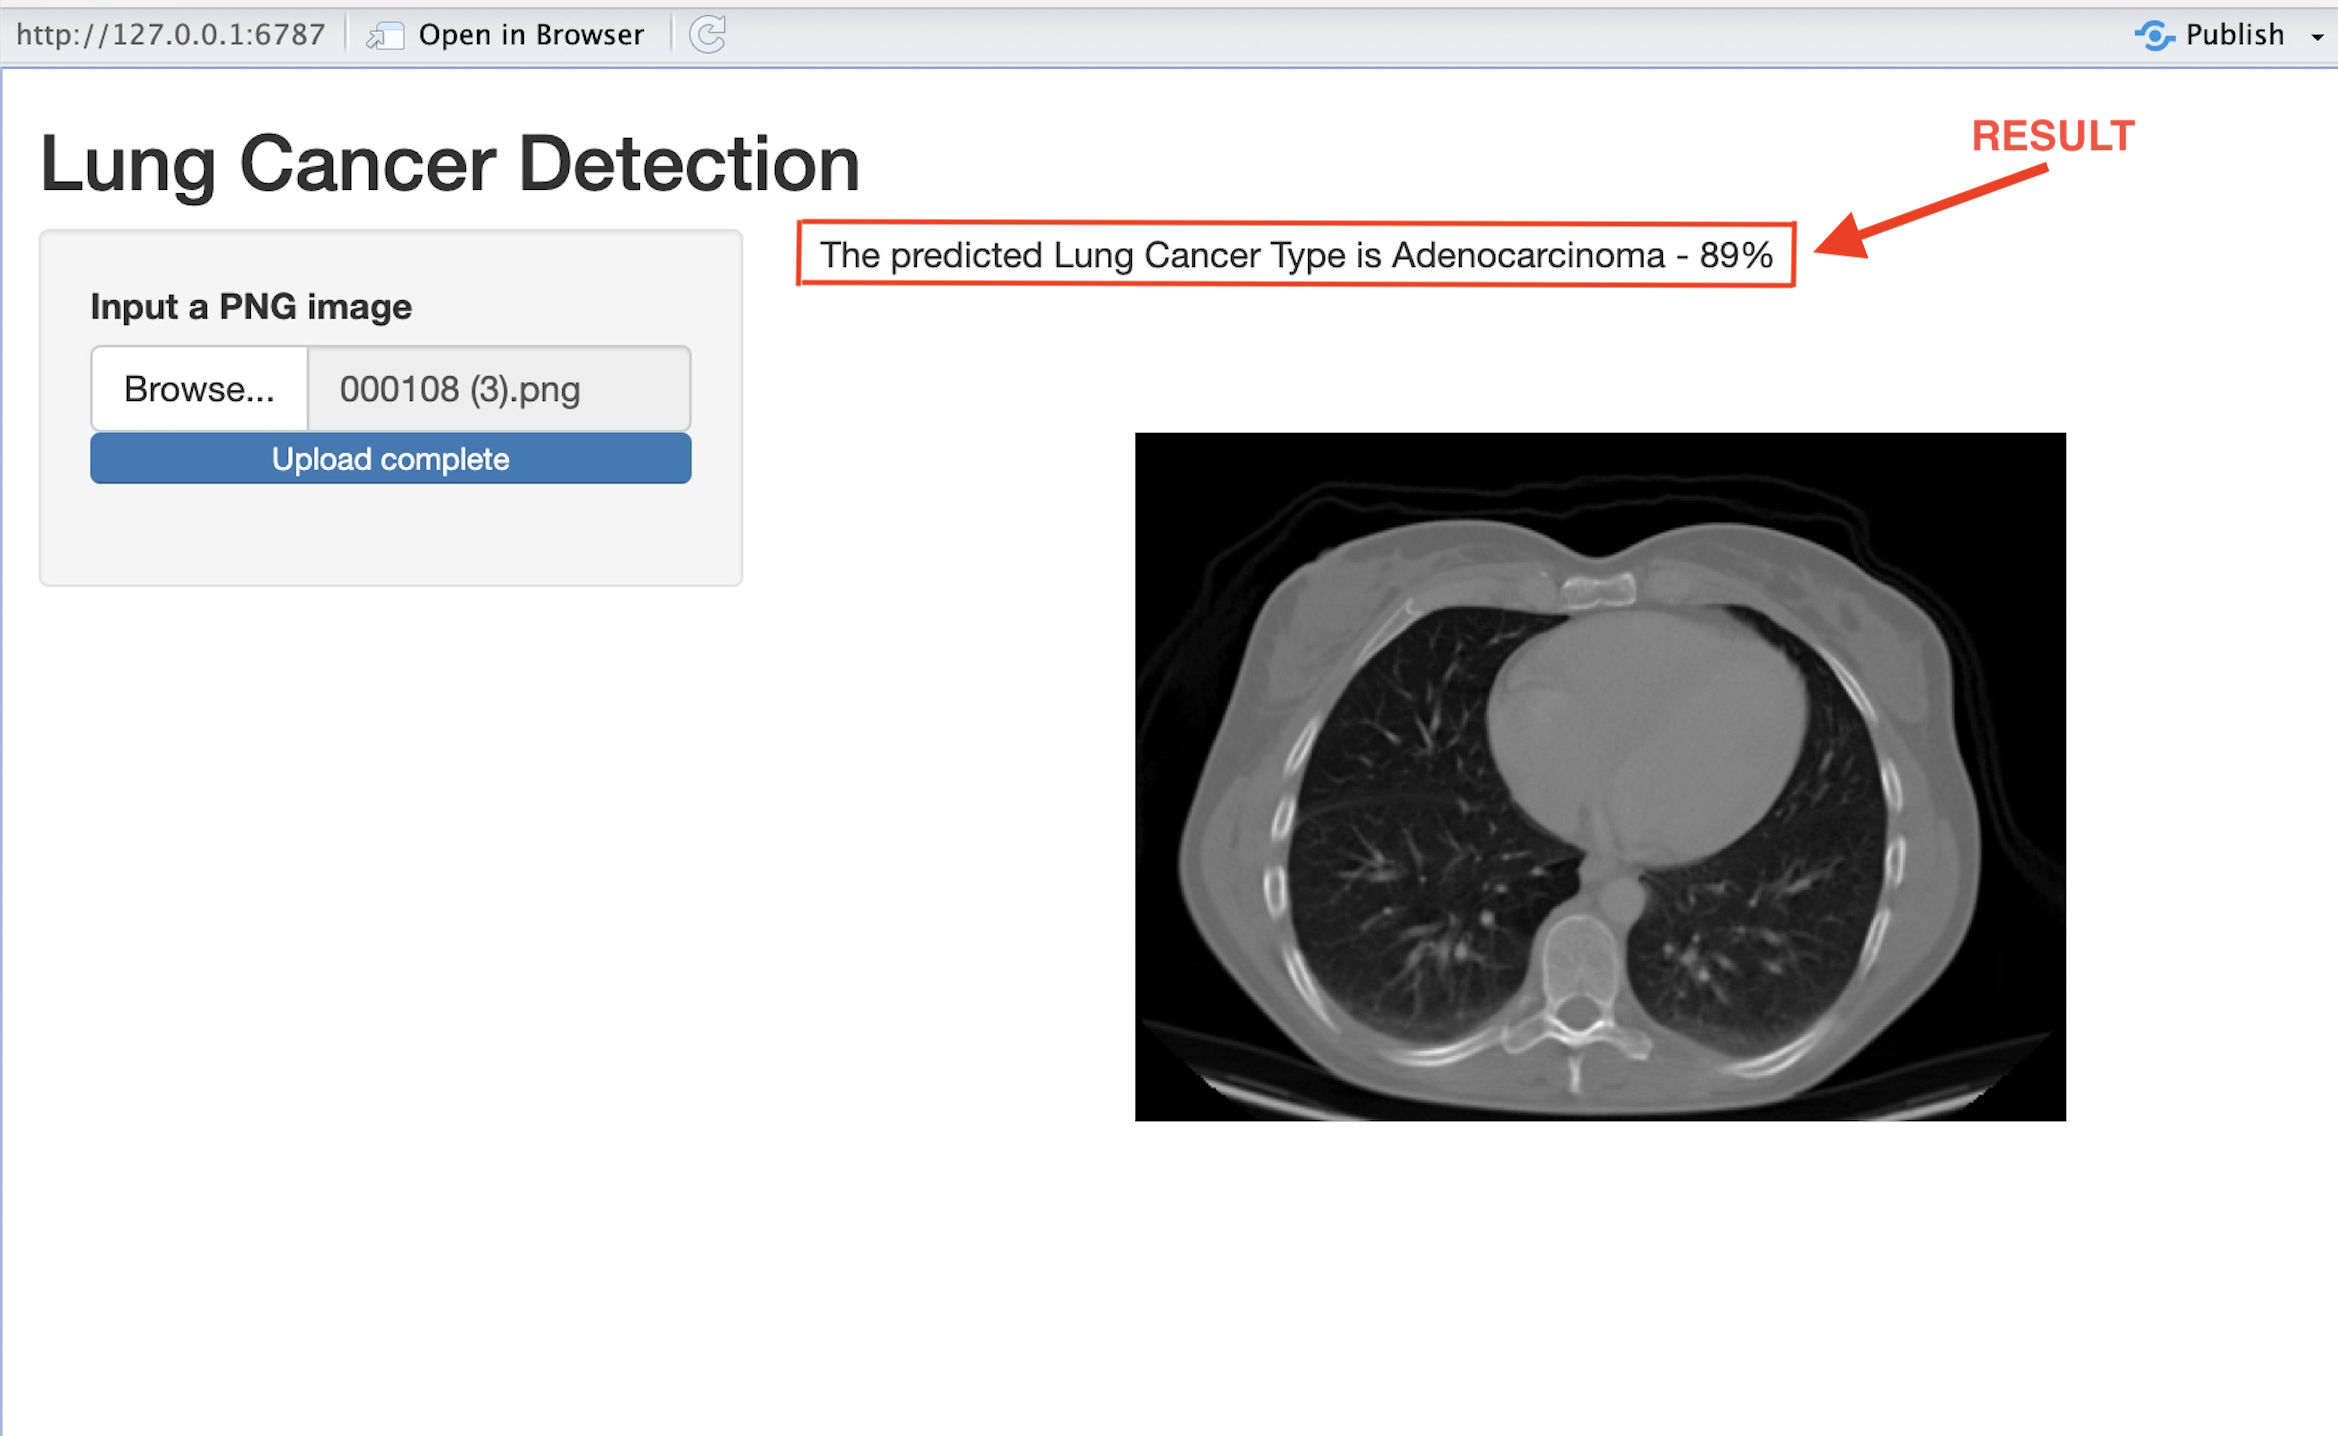 http://127.0.0.1:6787 Open in Browser Publish
RESULT
Lung Cancer Detection
The predicted Lung Cancer Type is Adenocarcinoma - 89%
Input a PNG image
Browse... 000108 (3).png
Upload complete